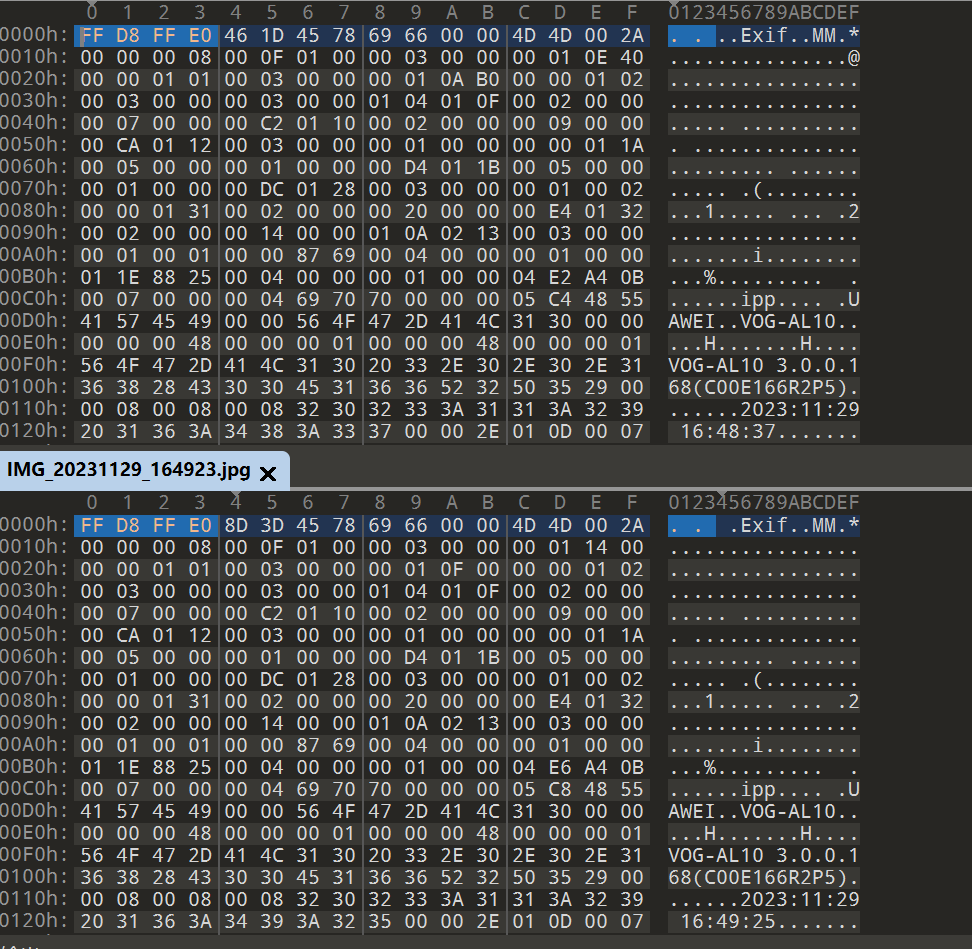 0 1 2 3 4 5 6 7 8 9 A B C D E F 0123456789ABCDEF
0000h: FF D8 FF E0 46 1D 45 78 69 66 00 00 4D 4D 00 2A . . ..Exif..MM.*
0010h: 00 00 00 08 00 0F 01 00 00 03 00 00 00 01 0E 40 ...............@
0020h: 00 00 01 01 00 03 00 00 00 01 0A B0 00 00 01 02 ................
0030h: 00 03 00 00 00 03 00 00 01 04 01 0F 00 02 00 00 ................
0040h: 00 07 00 00 00 C2 01 10 00 02 00 00 00 09 00 00 ..... ..........
0050h: 00 CA 01 12 00 03 00 00 00 01 00 00 00 00 01 1A . ..............
0060h: 00 05 00 00 00 01 00 00 00 D4 01 1B 00 05 00 00 ......... ......
0070h: 00 01 00 00 00 DC 01 28 00 03 00 00 00 01 00 02 ..... .(........
0080h: 00 00 01 31 00 02 00 00 00 20 00 00 00 E4 01 32 ...1..... ... .2
0090h: 00 02 00 00 00 14 00 00 01 0A 02 13 00 03 00 00 ................
00A0h: 00 01 00 01 00 00 87 69 00 04 00 00 00 01 00 00 .......i........
00B0h: 01 1E 88 25 00 04 00 00 00 01 00 00 04 E2 A4 0B ...%......... .
00C0h: 00 07 00 00 00 04 69 70 70 00 00 00 05 C4 48 55 ......ipp.... .U
00D0h: 41 57 45 49 00 00 56 4F 47 2D 41 4C 31 30 00 00 AWEI..VOG-AL10..
00E0h: 00 00 00 48 00 00 00 01 00 00 00 48 00 00 00 01 ...H.......H....
00F0h: 56 4F 47 2D 41 4C 31 30 20 33 2E 30 2E 30 2E 31 VOG-AL10 3.0.0.1
0100h: 36 38 28 43 30 30 45 31 36 36 52 32 50 35 29 00 68(C00E166R2P5).
0110h: 00 08 00 08 00 08 32 30 32 33 3A 31 31 3A 32 39 ......2023:11:29
0120h: 20 31 36 3A 34 38 3A 33 37 00 00 2E 01 0D 00 07 16:48:37.......
IMG_20231129_164923.jpg ×
0 1 2 3 4 5 6 7 8 9 A B C D E F 0123456789ABCDEF
0000h: FF D8 FF E0 8D 3D 45 78 69 66 00 00 4D 4D 00 2A . . .Exif..MM.*
0010h: 00 00 00 08 00 0F 01 00 00 03 00 00 00 01 14 00 ................
0020h: 00 00 01 01 00 03 00 00 00 01 0F 00 00 00 01 02 ................
0030h: 00 03 00 00 00 03 00 00 01 04 01 0F 00 02 00 00 ................
0040h: 00 07 00 00 00 C2 01 10 00 02 00 00 00 09 00 00 ..... ..........
0050h: 00 CA 01 12 00 03 00 00 00 01 00 00 00 00 01 1A . ..............
0060h: 00 05 00 00 00 01 00 00 00 D4 01 1B 00 05 00 00 ......... ......
0070h: 00 01 00 00 00 DC 01 28 00 03 00 00 00 01 00 02 ..... .(........
0080h: 00 00 01 31 00 02 00 00 00 20 00 00 00 E4 01 32 ...1..... ... .2
0090h: 00 02 00 00 00 14 00 00 01 0A 02 13 00 03 00 00 ................
00A0h: 00 01 00 01 00 00 87 69 00 04 00 00 00 01 00 00 .......i........
00B0h: 01 1E 88 25 00 04 00 00 00 01 00 00 04 E6 A4 0B ...%......... .
00C0h: 00 07 00 00 00 04 69 70 70 00 00 00 05 C8 48 55 ......ipp.... .U
00D0h: 41 57 45 49 00 00 56 4F 47 2D 41 4C 31 30 00 00 AWEI..VOG-AL10..
00E0h: 00 00 00 48 00 00 00 01 00 00 00 48 00 00 00 01 ...H.......H....
00F0h: 56 4F 47 2D 41 4C 31 30 20 33 2E 30 2E 30 2E 31 VOG-AL10 3.0.0.1
0100h: 36 38 28 43 30 30 45 31 36 36 52 32 50 35 29 00 68(C00E166R2P5).
0110h: 00 08 00 08 00 08 32 30 32 33 3A 31 31 3A 32 39 ......2023:11:29
0120h: 20 31 36 3A 34 39 3A 32 35 00 00 2E 01 0D 00 07 16:49:25.......